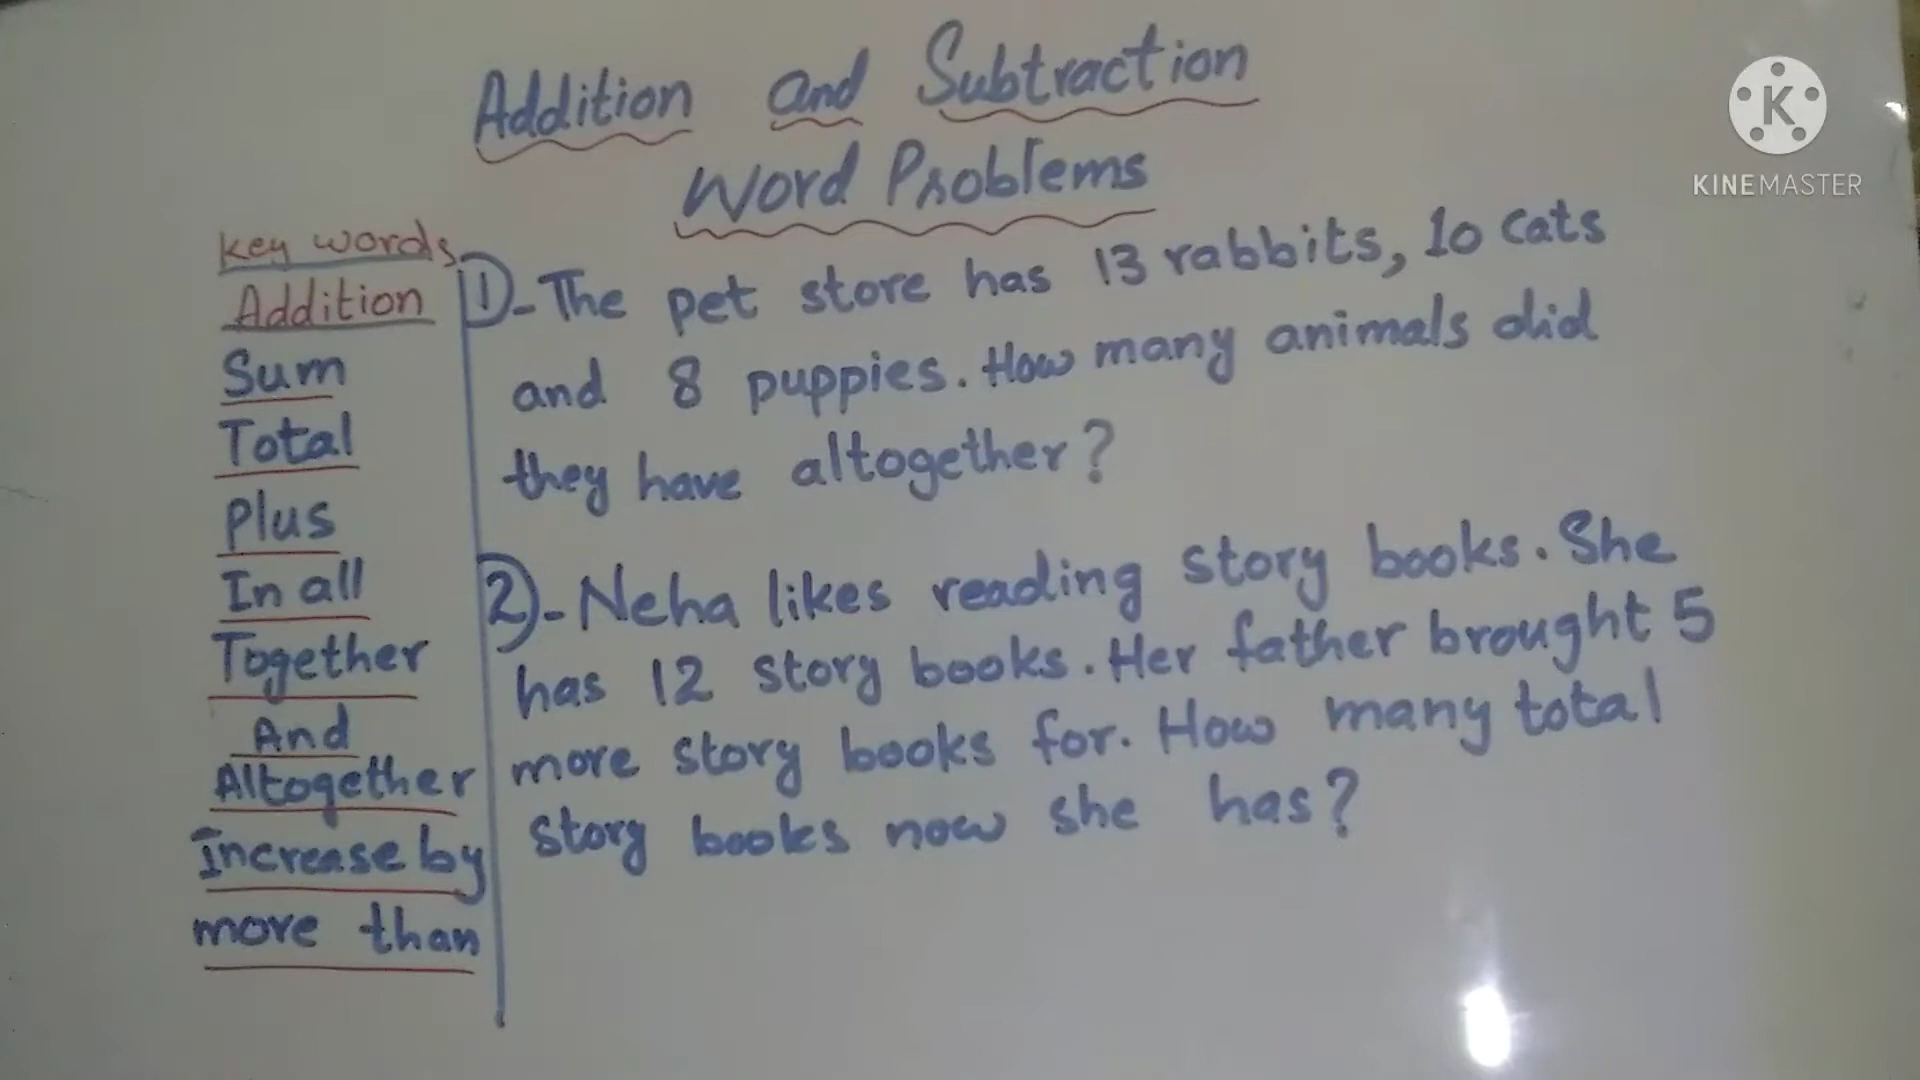 Addition and Subtraction
Word Problems
KINEMASTER
Key words
Addition
Sum
Total
Plus
In all
Together
And
Altogether
Increase by
more than
1)-The pet store has 13 rabbits, 10 cats
and 8 puppies. How many animals did
they have altogether?
2)-Neha likes reading story books. She
has 12 story books. Her father brought 5
more story books for. How many total
story books now she has?